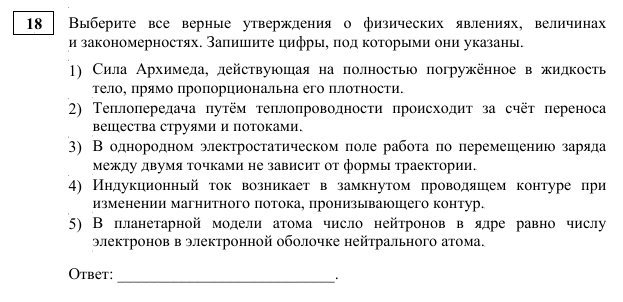 18
Выберите все верные утверждения о физических явлениях, величинах
и закономерностях. Запишите цифры, под которыми они указаны.
1) Сила Архимеда, действующая на полностью погружённое в жидкость
тело, прямо пропорциональна его плотности.
2) Теплопередача путём теплопроводности происходит за счёт переноса
вещества струями и потоками.
3) В однородном электростатическом поле работа по перемещению заряда
между двумя точками не зависит от формы траектории.
4) Индукционный ток возникает в замкнутом проводящем контуре при
изменении магнитного потока, пронизывающего контур.
5) В планетарной модели атома число нейтронов в ядре равно числу
электронов в электронной оболочке нейтрального атома.
Ответ: ___________________________.